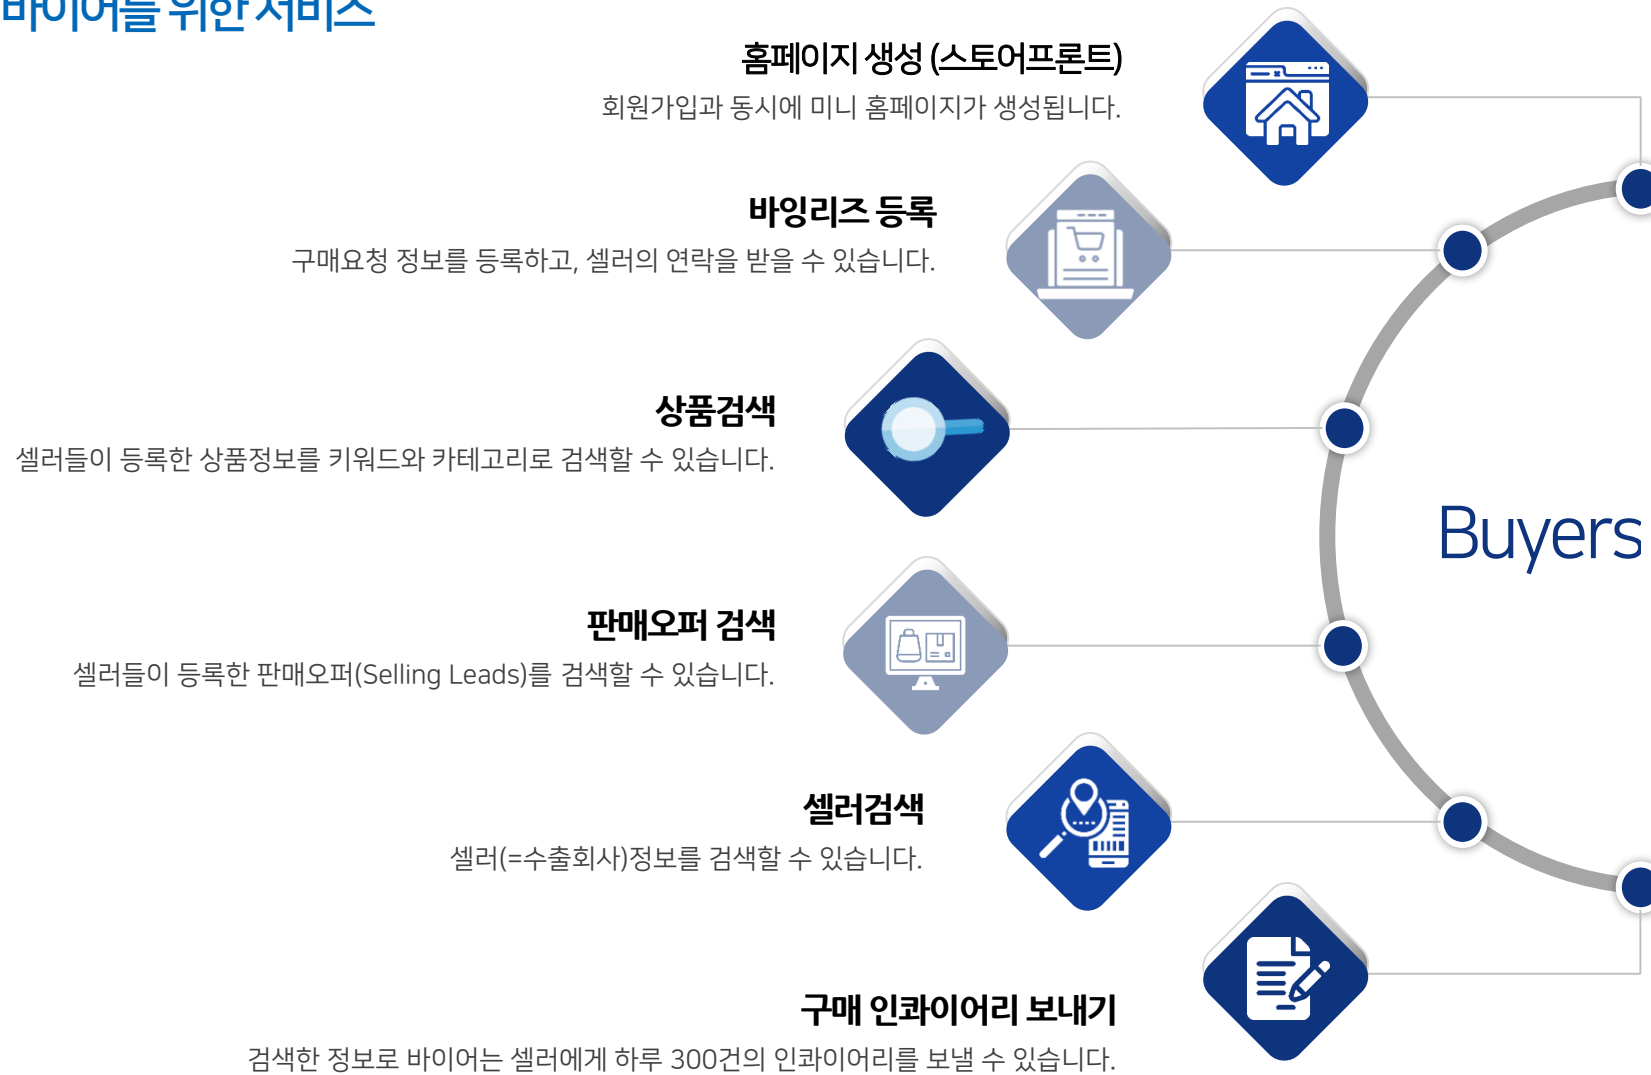 바이어를 위한 서비스
홈페이지 생성 (스토어프론트)
회원가입과 동시에 미니 홈페이지가 생성됩니다.
바잉리즈 등록
구매요청 정보를 등록하고, 셀러의 연락을 받을 수 있습니다.
상품검색
셀러들이 등록한 상품정보를 키워드와 카테고리로 검색할 수 있습니다.
Buyers
판매오퍼 검색
셀러들이 등록한 판매오퍼(Selling Leads)를 검색할 수 있습니다.
셀러검색
셀러(=수출회사)정보를 검색할 수 있습니다.
구매 인콰이어리 보내기
검색한 정보로 바이어는 셀러에게 하루 300건의 인콰이어리를 보낼 수 있습니다.